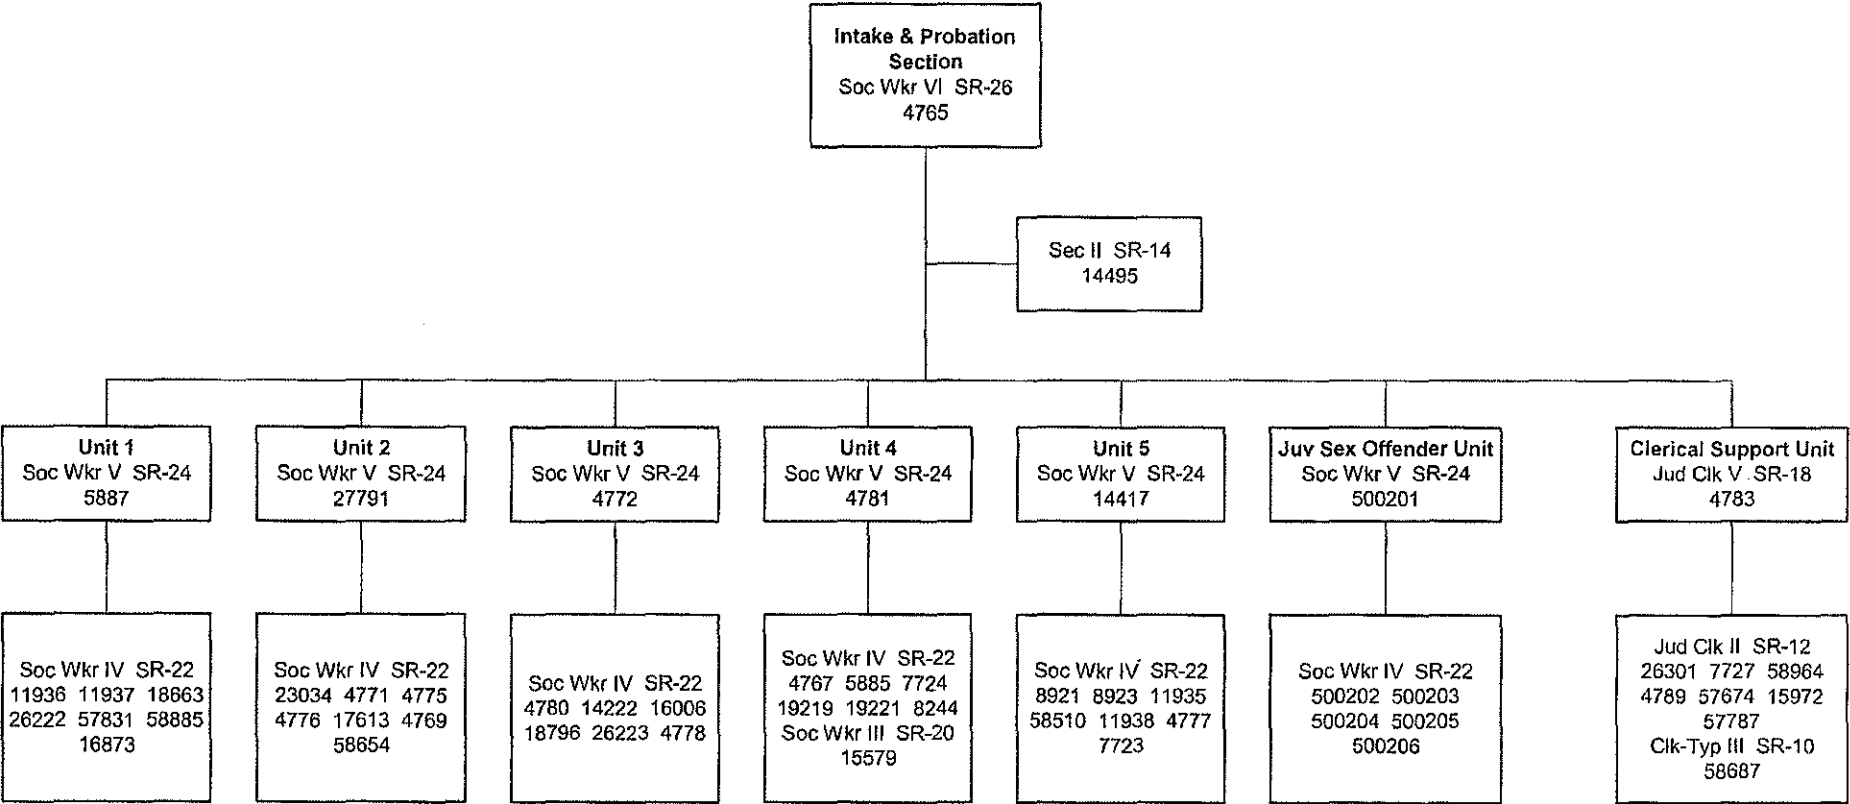 Intake & Probation
Section
Soc Wkr VI SR-26
4765
Sec II SR-14
14495
Unit 1
Soc Wkr V SR-24
5887
Unit 2
Soc Wkr V SR-24
27791
Unit 3
Soc Wkr V SR-24
4772
Unit 4
Soc Wkr V SR-24
4781
Unit 5
Soc Wkr V SR-24
14417
Juv Sex Offender Unit
Soc Wkr V SR-24
500201
Clerical Support Unit
Jud Clk V SR-18
4783
Soc Wkr IV SR-22
11936 11937 18663
26222 57831 58885
16873
Soc Wkr IV SR-22
23034 4771 4775
4776 17613 4769
58654
Soc Wkr IV SR-22
4780 14222 16006
18796 26223 4778
Soc Wkr IV SR-22
4767 5885 7724
19219 19221 8244
Soc Wkr III SR-20
15579
Soc Wkr IV SR-22
8921 8923 11935
58510 11938 4777
7723
Soc Wkr IV SR-22
500202 500203
500204 500205
500206
Jud Clk II SR-12
26301 7727 58964
4789 57674 15972
57787
Clk-Typ III SR-10
58687